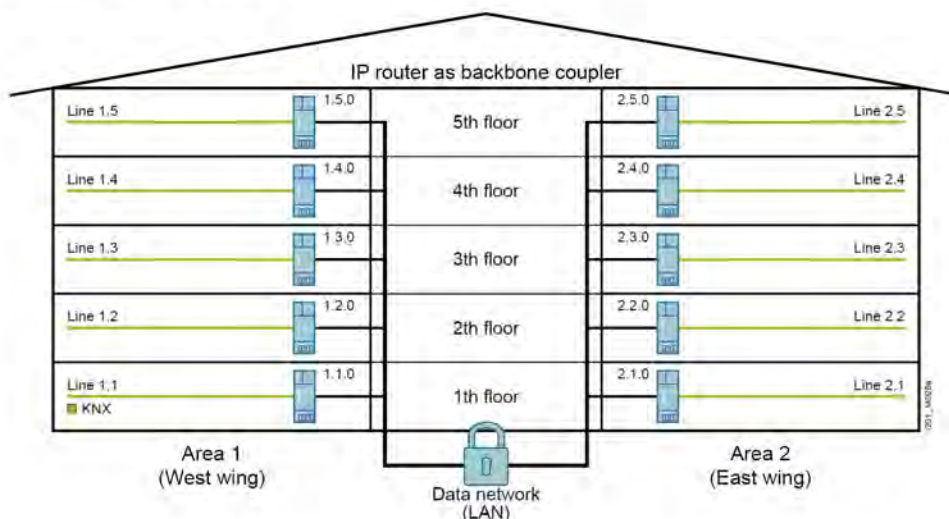 IP router as backbone coupler
Line 1.5
1.5.0
5th floor
2.5.0
Line 2.5
Line 1.4
1.4.0
4th floor
2.4.0
Line 2.4
Line 1.3
1.3.0
3th floor
2.3.0
Line 2.3
Line 1.2
1.2.0
2th floor
2.2.0
Line 2.2
Line 1.1
1.1.0
1th floor
2.1.0
Line 2.1
KNX
Area 1
(West wing)
Area 2
(East wing)
Data network
(LAN)